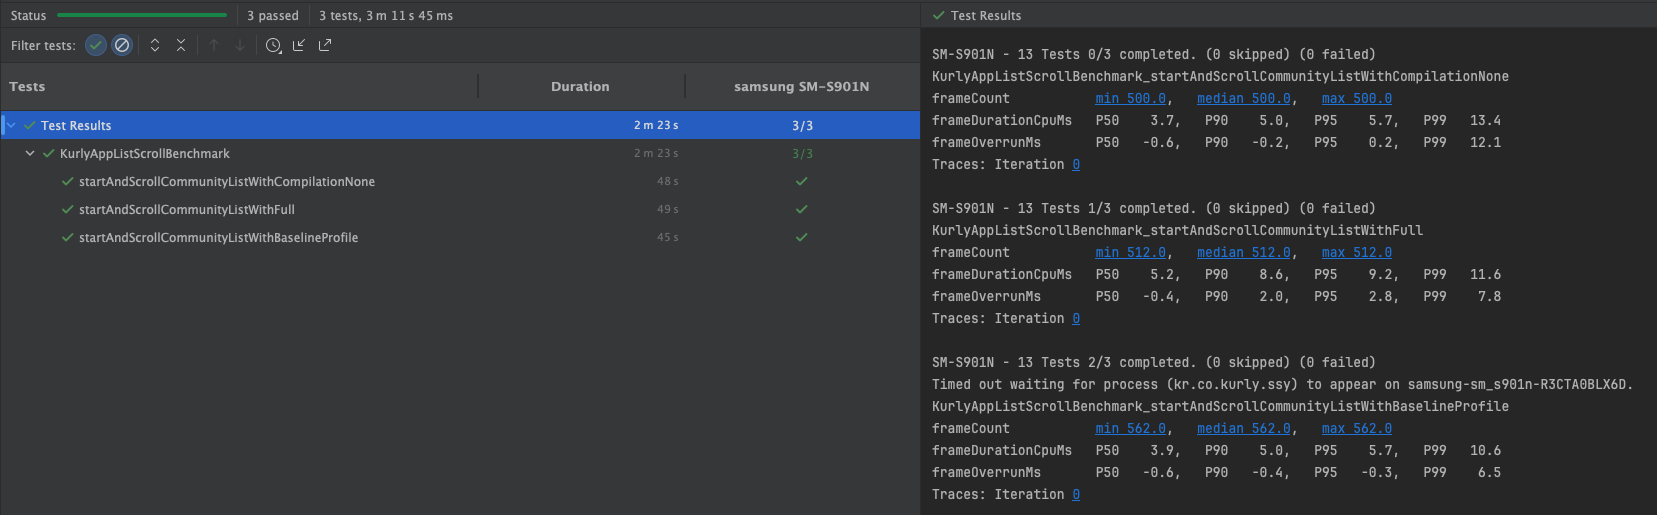 Status 3 passed 3 tests, 3 m 11 s 45 ms
Filter tests:
Tests Duration samsung SM-S901N
Test Results 2 m 23 s 3/3
KurlyAppListScrollBenchmark 2 m 23 s 3/3
startAndScrollCommunityListWithCompilationNone 48 s
startAndScrollCommunityListWithFull 49 s
startAndScrollCommunityListWithBaselineProfile 45 s
Test Results
SM-S901N - 13 Tests 0/3 completed. (0 skipped) (0 failed)
KurlyAppListScrollBenchmark_startAndScrollCommunityListWithCompilationNone
frameCount min 500.0, median 500.0, max 500.0
frameDurationCpuMs P50 3.7, P90 5.0, P95 5.7, P99 13.4
frameOverrunMs P50 -0.6, P90 -0.2, P95 0.2, P99 12.1
Traces: Iteration 0
SM-S901N - 13 Tests 1/3 completed. (0 skipped) (0 failed)
KurlyAppListScrollBenchmark_startAndScrollCommunityListWithFull
frameCount min 512.0, median 512.0, max 512.0
frameDurationCpuMs P50 5.2, P90 8.6, P95 9.2, P99 11.6
frameOverrunMs P50 -0.4, P90 2.0, P95 2.8, P99 7.8
Traces: Iteration 0
SM-S901N - 13 Tests 2/3 completed. (0 skipped) (0 failed)
Timed out waiting for process (kr.co.kurly.ssy) to appear on samsung-sm_s901n-R3CTA0BLX6D.
KurlyAppListScrollBenchmark_startAndScrollCommunityListWithBaselineProfile
frameCount min 562.0, median 562.0, max 562.0
frameDurationCpuMs P50 3.9, P90 5.0, P95 5.7, P99 10.6
frameOverrunMs P50 -0.6, P90 -0.4, P95 -0.3, P99 6.5
Traces: Iteration 0